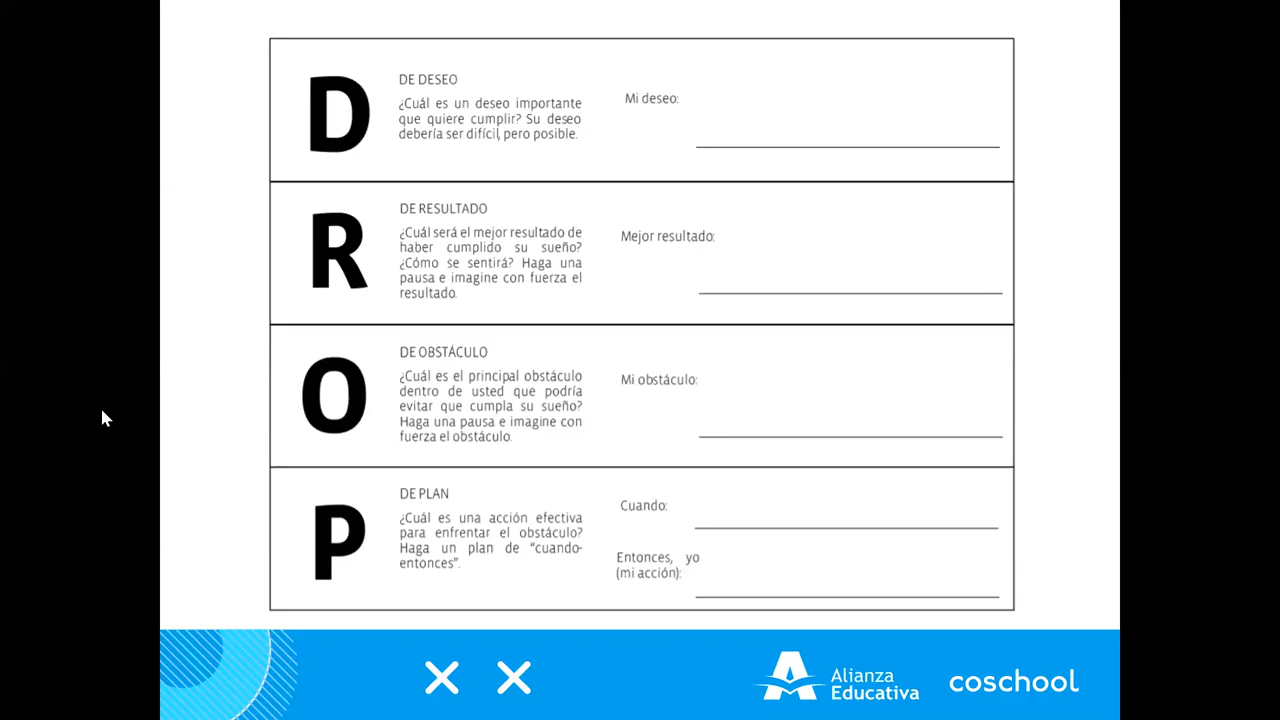 D
DE DESEO
¿Cuál es un deseo importante
que quiere cumplir? Su deseo
debería ser difícil, pero posible.
Mi deseo:
R
DE RESULTADO
¿Cuál será el mejor resultado de
haber cumplido su sueño?
¿Cómo se sentirá? Haga una
pausa e imagine con fuerza el
resultado.
Mejor resultado:
O
DE OBSTÁCULO
¿Cuál es el principal obstáculo
dentro de usted que podría
evitar que cumpla su sueño?
Haga una pausa e imagine con
fuerza el obstáculo.
Mi obstáculo:
P
DE PLAN
¿Cuál es una acción efectiva
para enfrentar el obstáculo?
Haga un plan de “cuando-
entonces”.
Cuando:
Entonces, yo
(mi acción):
Alianza
Educativa
coschool